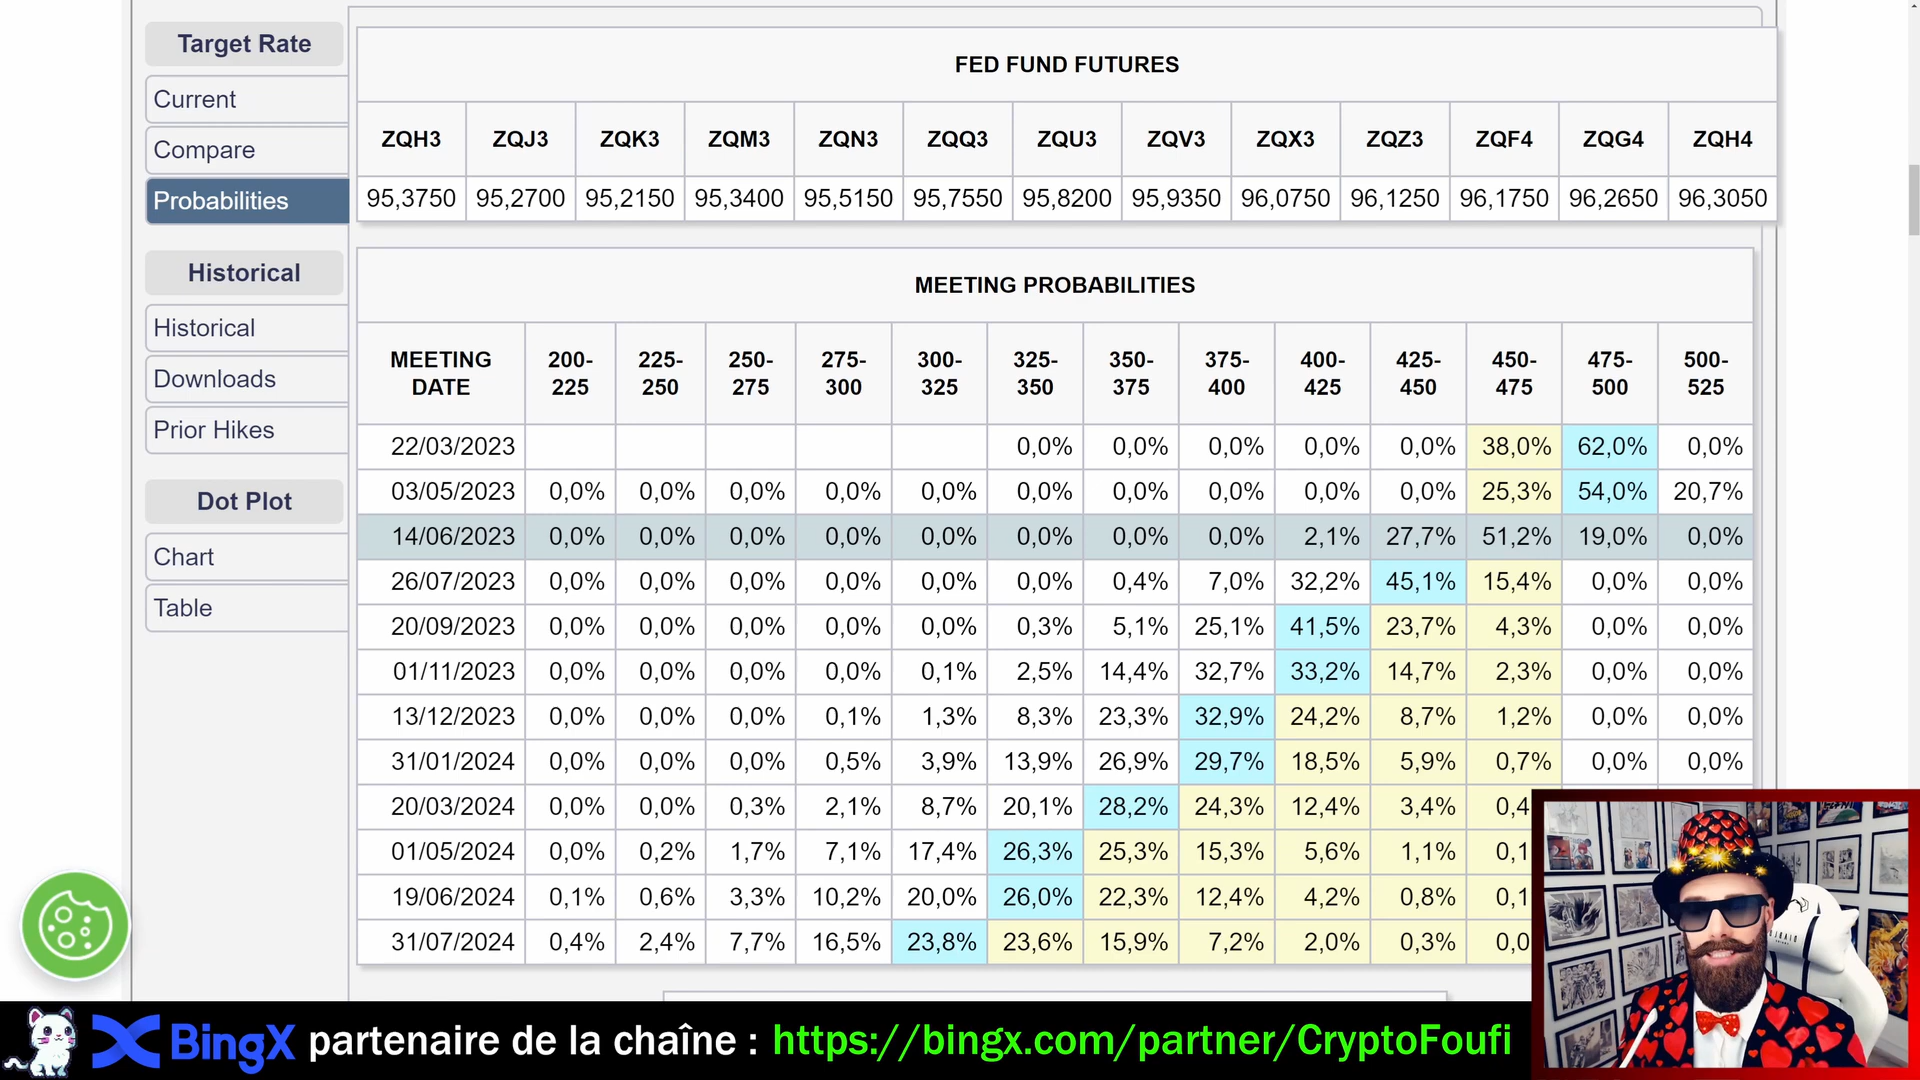 Target Rate
Current
Compare
Probabilities
Historical
Historical
Downloads
Prior Hikes
Dot Plot
Chart
Table
FED FUND FUTURES
ZQH3 ZQJ3 ZQK3 ZQM3 ZQN3 ZQQ3 ZQU3 ZQV3 ZQX3 ZQZ3 ZQF4 ZQG4 ZQH4
95,3750 95,2700 95,2150 95,3400 95,5150 95,7550 95,8200 95,9350 96,0750 96,1250 96,1750 96,2650 96,3050
MEETING PROBABILITIES
MEETING DATE 200-225 225-250 250-275 275-300 300-325 325-350 350-375 375-400 400-425 425-450 450-475 475-500 500-525
22/03/2023 0,0% 0,0% 0,0% 0,0% 0,0% 38,0% 62,0% 0,0%
03/05/2023 0,0% 0,0% 0,0% 0,0% 0,0% 0,0% 0,0% 0,0% 0,0% 0,0% 25,3% 54,0% 20,7%
14/06/2023 0,0% 0,0% 0,0% 0,0% 0,0% 0,0% 0,0% 0,0% 2,1% 27,7% 51,2% 19,0% 0,0%
26/07/2023 0,0% 0,0% 0,0% 0,0% 0,0% 0,0% 0,4% 7,0% 32,2% 45,1% 15,4% 0,0% 0,0%
20/09/2023 0,0% 0,0% 0,0% 0,0% 0,0% 0,3% 5,1% 25,1% 41,5% 23,7% 4,3% 0,0% 0,0%
01/11/2023 0,0% 0,0% 0,0% 0,0% 0,1% 2,5% 14,4% 32,7% 33,2% 14,7% 2,3% 0,0% 0,0%
13/12/2023 0,0% 0,0% 0,0% 0,1% 1,3% 8,3% 23,3% 32,9% 24,2% 8,7% 1,2% 0,0% 0,0%
31/01/2024 0,0% 0,0% 0,0% 0,5% 3,9% 13,9% 26,9% 29,7% 18,5% 5,9% 0,7% 0,0% 0,0%
20/03/2024 0,0% 0,0% 0,3% 2,1% 8,7% 20,1% 28,2% 24,3% 12,4% 3,4% 0,4
01/05/2024 0,0% 0,2% 1,7% 7,1% 17,4% 26,3% 25,3% 15,3% 5,6% 1,1% 0,1
19/06/2024 0,1% 0,6% 3,3% 10,2% 20,0% 26,0% 22,3% 12,4% 4,2% 0,8% 0,1
31/07/2024 0,4% 2,4% 7,7% 16,5% 23,8% 23,6% 15,9% 7,2% 2,0% 0,3% 0,0
BingX partenaire de la chaîne : https://bingx.com/partner/CryptoFoufi